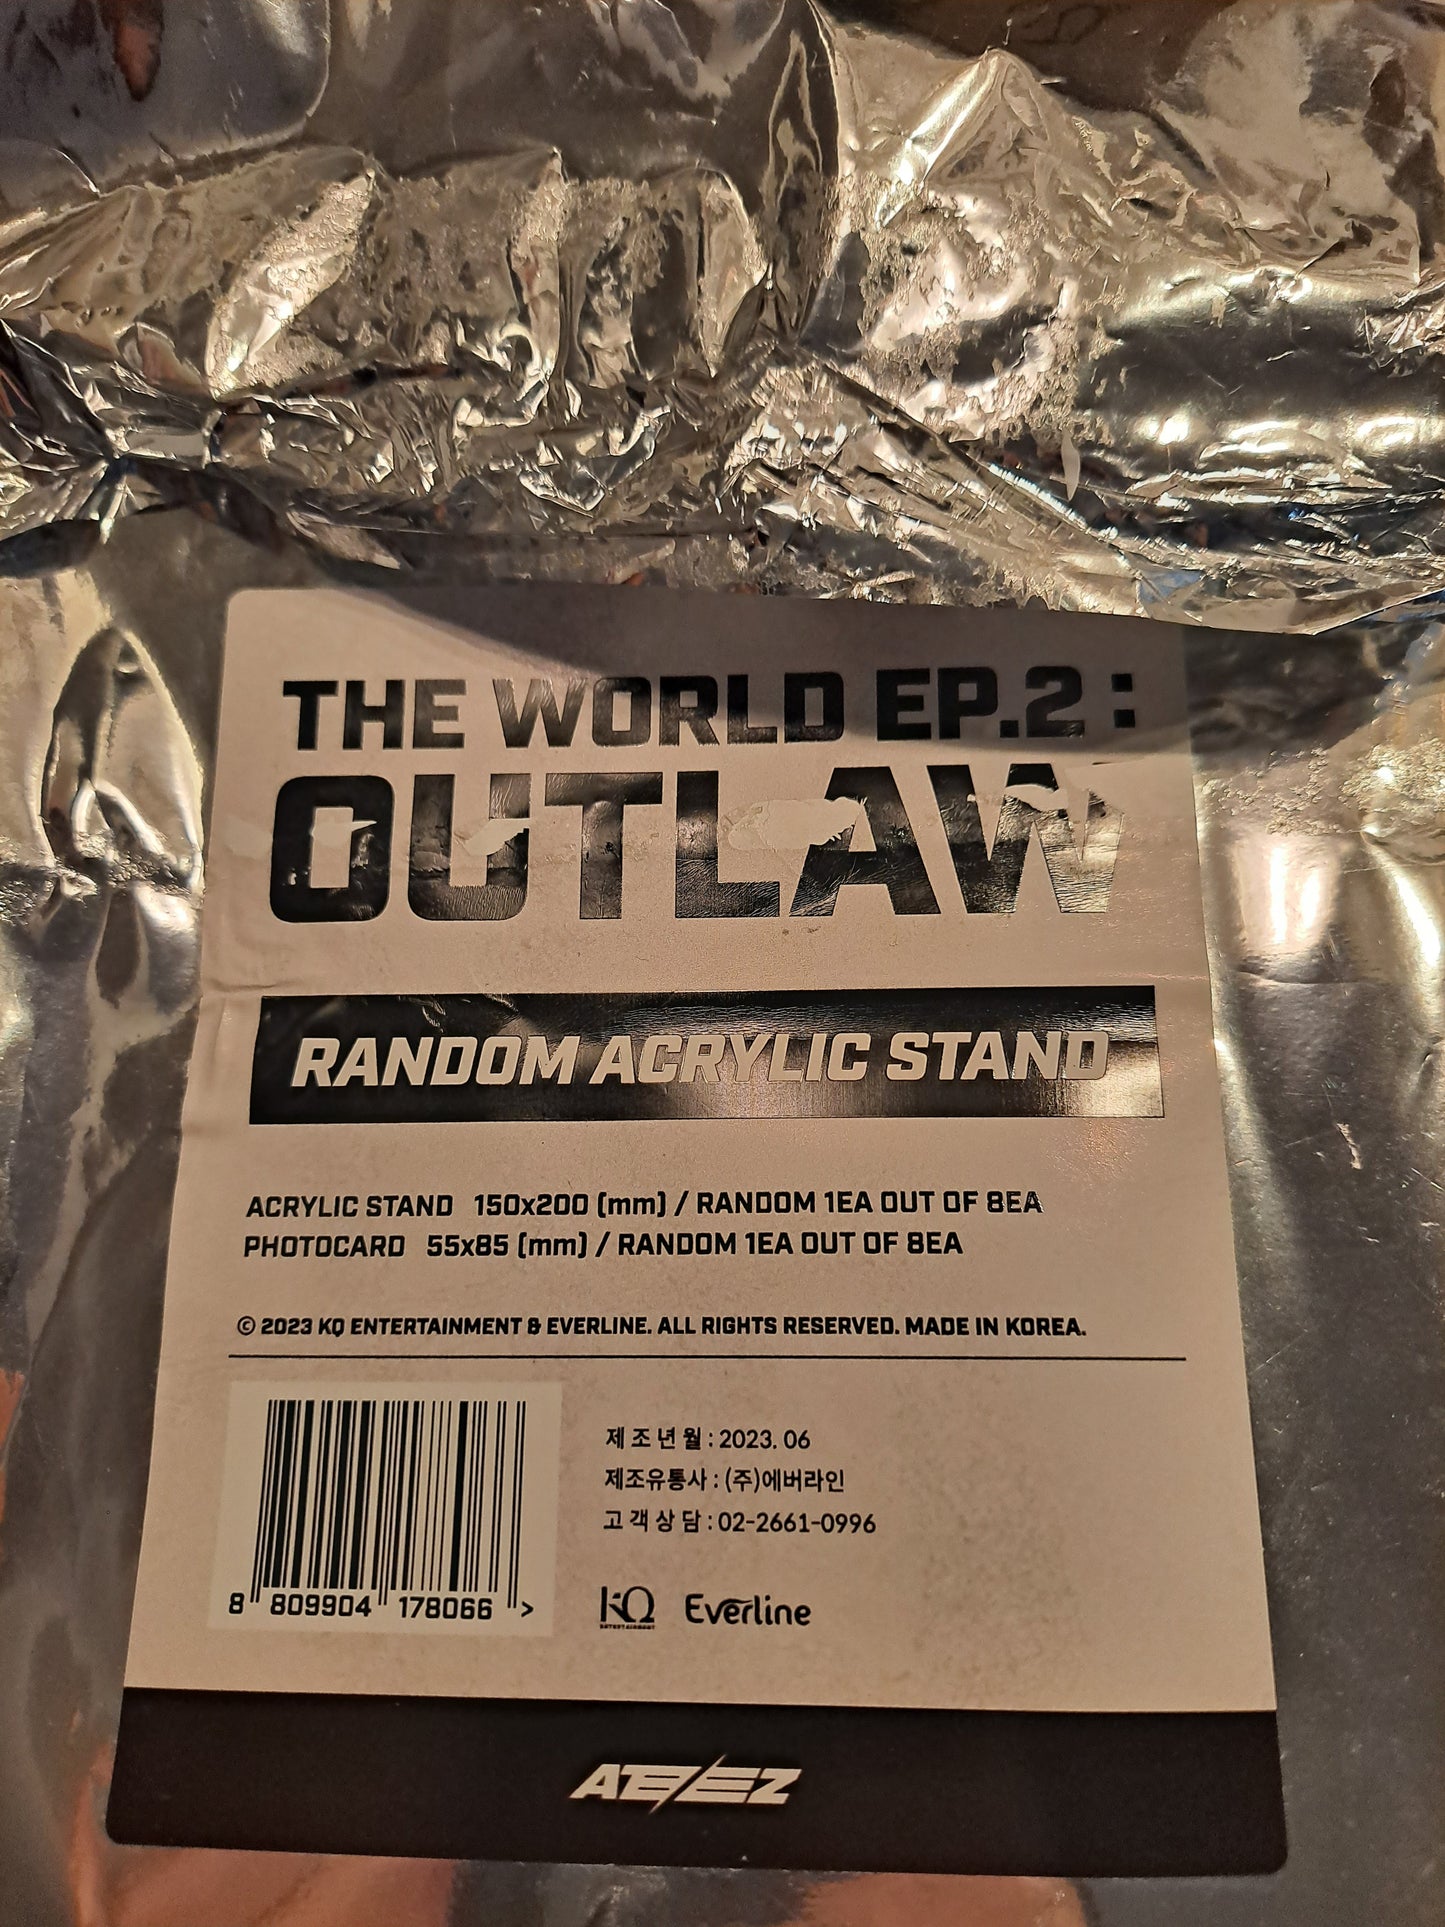 THE WORLD EP.2 :
OUTLAW
RANDOM ACRYLIC STAND
ACRYLIC STAND 150x200 (mm) / RANDOM 1EA OUT OF 8EA
PHOTOCARD 55x85 (mm) / RANDOM 1EA OUT OF 8EA
© 2023 KQ ENTERTAINMENT & EVERLINE. ALL RIGHTS RESERVED. MADE IN KOREA.
제조년월 : 2023. 06
제조유통사 : (주)에버라인
고객상담 : 02-2661-0996
8 809904 178066 >
KQ ENTERTAINMENT Everline
ATEEZ